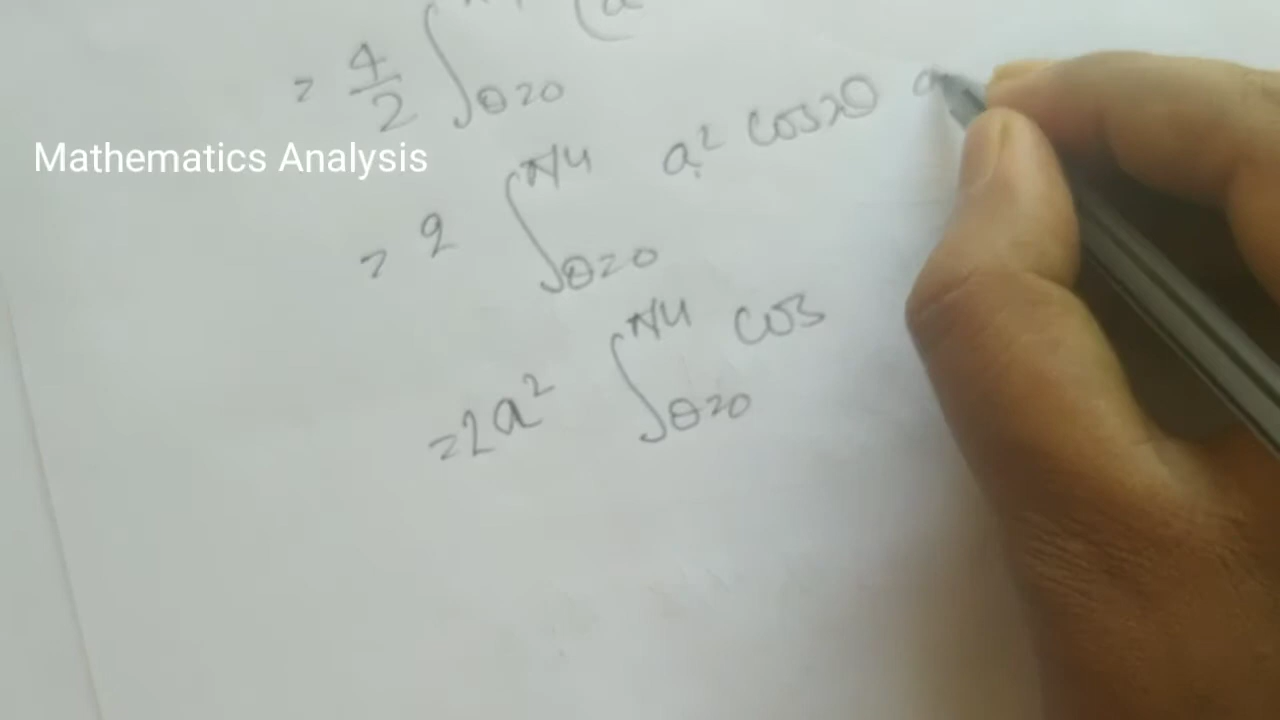 = 4/2 ∫θ=0 (a
Mathematics Analysis
= 2 ∫θ=0^π/4 a² cos2θ
=2a² ∫θ=0^π/4 cos